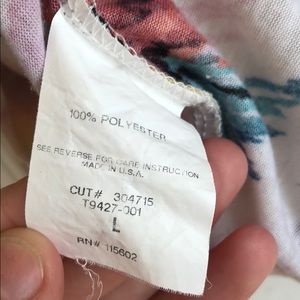 100% POLYESTER
SEE REVERSE FOR CARE INSTRUCTION
MADE IN U.S.A.
CUT# 304715
T9427-001
L
RN# 115602